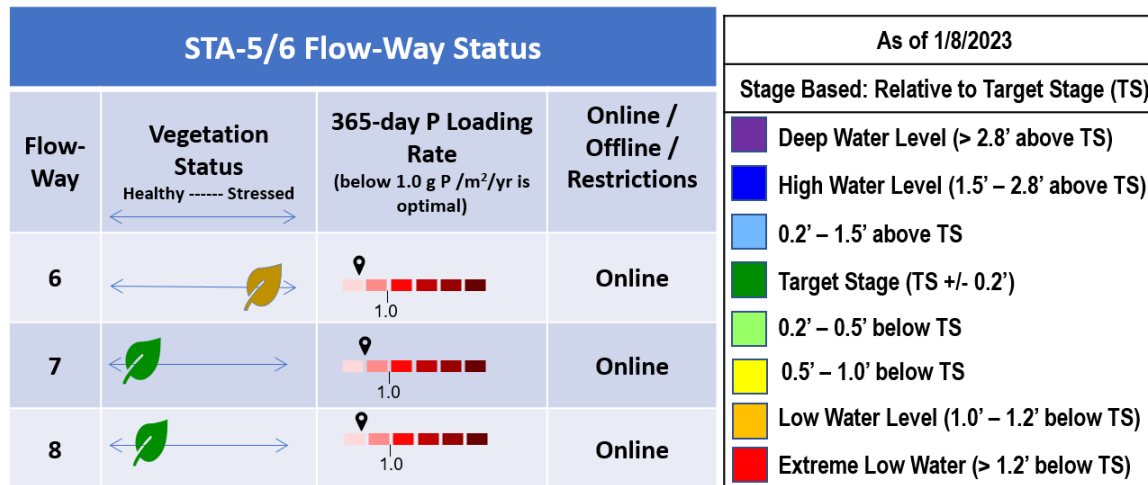 STA-5/6 Flow-Way Status
Flow-
Way
Vegetation
Status
Healthy ------ Stressed
365-day P Loading
Rate
(below 1.0 g P /m²/yr is
optimal)
Online /
Offline /
Restrictions
6
1.0
Online
7
1.0
Online
8
1.0
Online
As of 1/8/2023
Stage Based: Relative to Target Stage (TS)
Deep Water Level (> 2.8’ above TS)
High Water Level (1.5’ – 2.8’ above TS)
0.2’ – 1.5’ above TS
Target Stage (TS +/- 0.2’)
0.2’ – 0.5’ below TS
0.5’ – 1.0’ below TS
Low Water Level (1.0’ – 1.2’ below TS)
Extreme Low Water (> 1.2’ below TS)